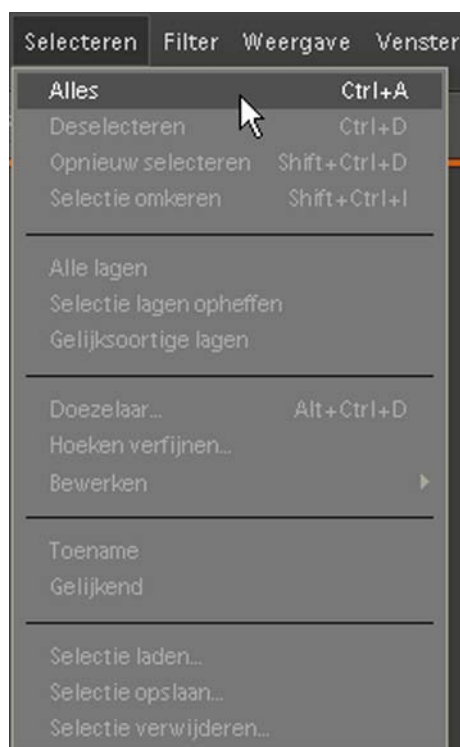 Selecteren Filter Weergave Venster
Alles Ctrl+A
Deselecteren Ctrl+D
Opnieuw selecteren Shift+Ctrl+D
Selectie omkeren Shift+Ctrl+I
Alle lagen
Selectie lagen opheffen
Gelijksoortige lagen
Doezelaar... Alt+Ctrl+D
Hoeken verfijnen...
Bewerken
Toename
Gelijkend
Selectie laden...
Selectie opslaan...
Selectie verwijderen...